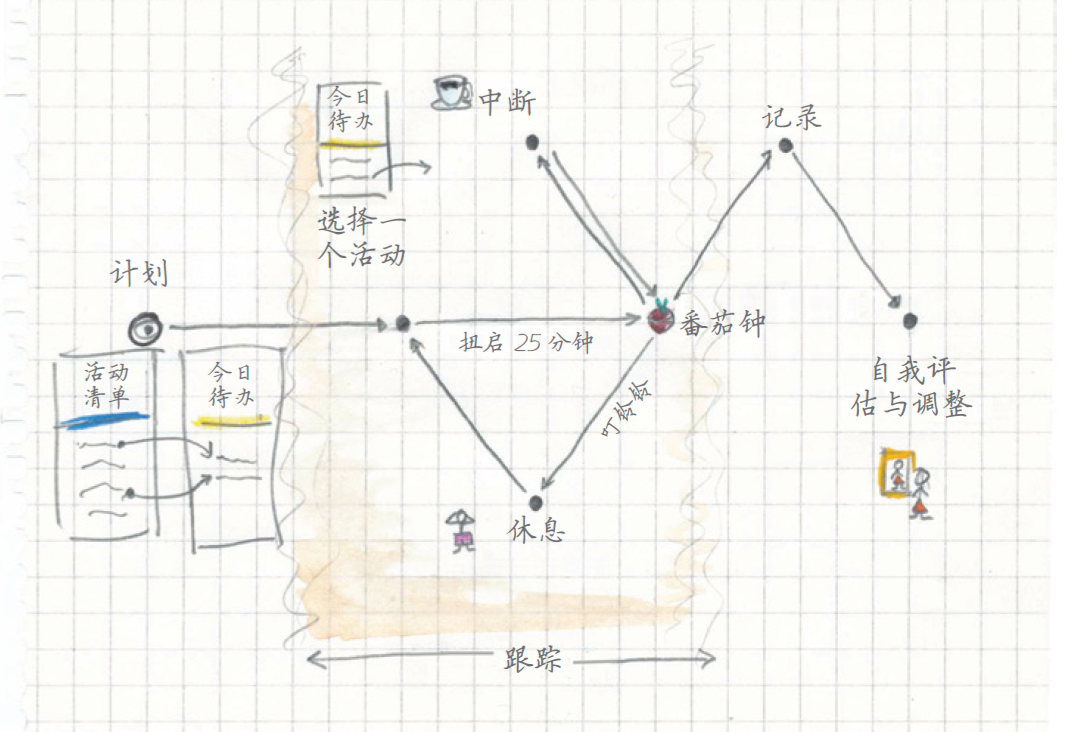 今日
待办
中断
记录
选择一
个活动
计划
扭启 25 分钟
番茄钟
叮铃铃
活动
清单
今日
待办
自我评
估与调整
休息
跟踪